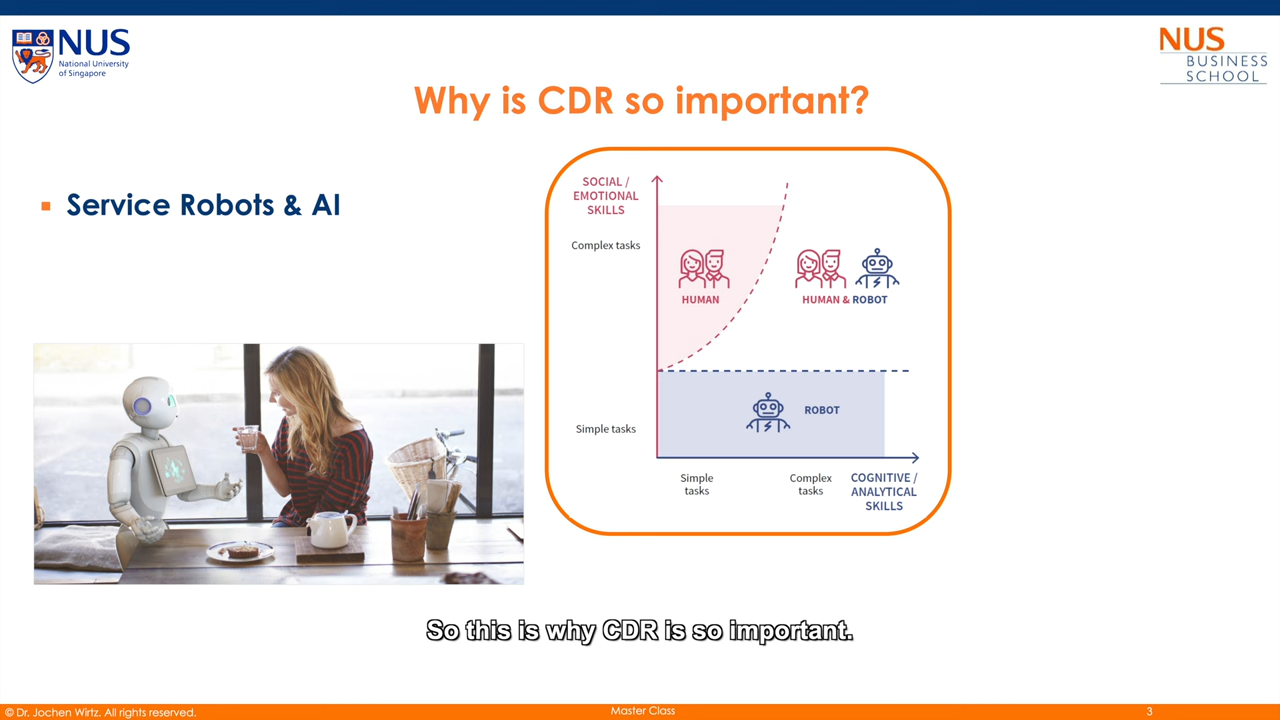 NUS
National University
of Singapore
NUS
BUSINESS
SCHOOL
Why is CDR so important?
Service Robots & AI
SOCIAL /
EMOTIONAL
SKILLS
Complex tasks
HUMAN
HUMAN & ROBOT
ROBOT
Simple tasks
Simple
tasks
Complex
tasks
COGNITIVE /
ANALYTICAL
SKILLS
So this is why CDR is so important.
© Dr. Jochen Wirtz. All rights reserved.
Master Class
3